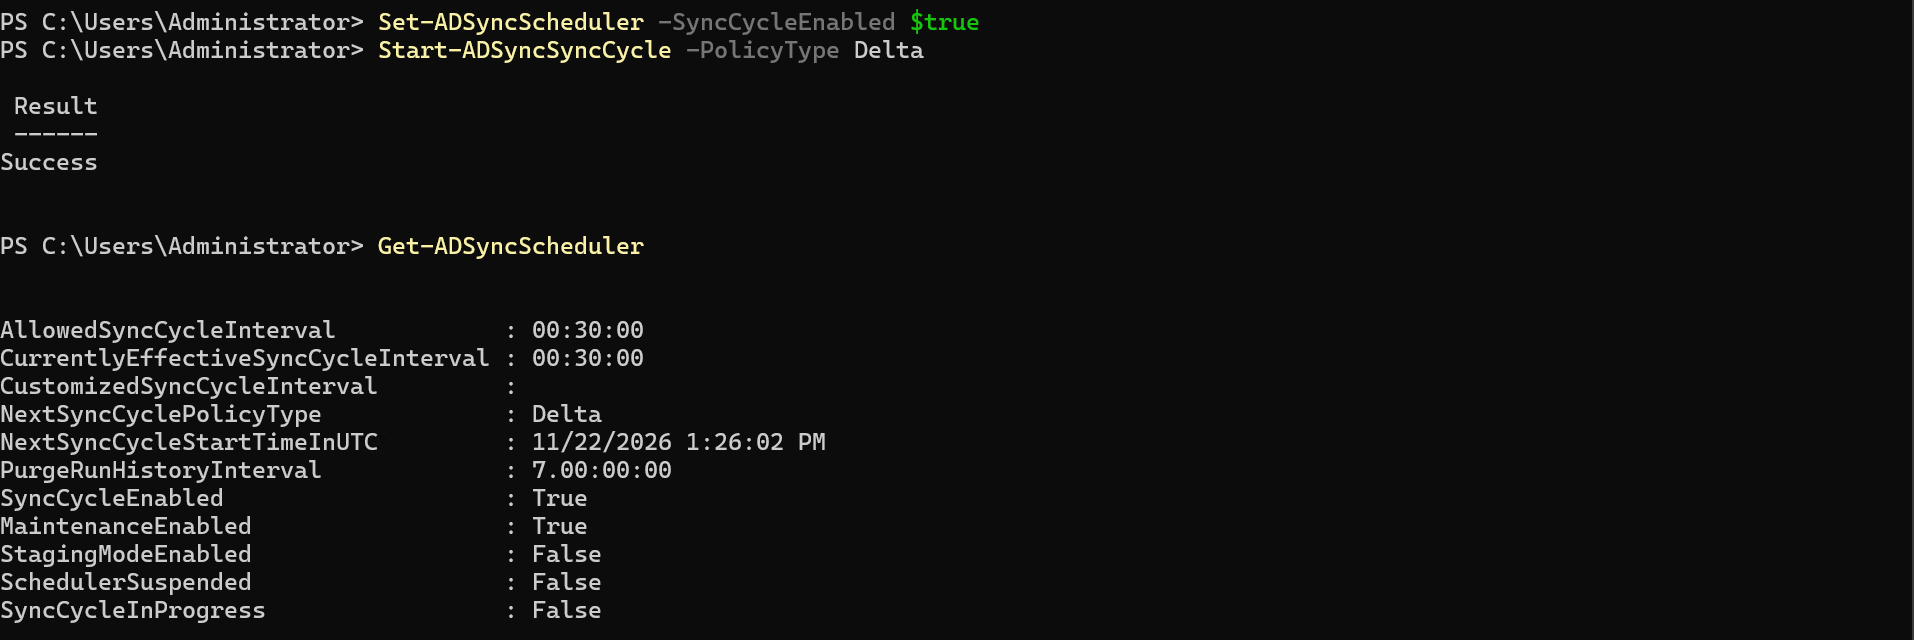 PS C:\Users\Administrator> Set-ADSyncScheduler -SyncCycleEnabled $true
PS C:\Users\Administrator> Start-ADSyncSyncCycle -PolicyType Delta
Result
------
Success
PS C:\Users\Administrator> Get-ADSyncScheduler
AllowedSyncCycleInterval            : 00:30:00
CurrentlyEffectiveSyncCycleInterval : 00:30:00
CustomizedSyncCycleInterval         :
NextSyncCyclePolicyType             : Delta
NextSyncCycleStartTimeInUTC         : 11/22/2026 1:26:02 PM
PurgeRunHistoryInterval             : 7.00:00:00
SyncCycleEnabled                    : True
MaintenanceEnabled                  : True
StagingModeEnabled                  : False
SchedulerSuspended                  : False
SyncCycleInProgress                 : False